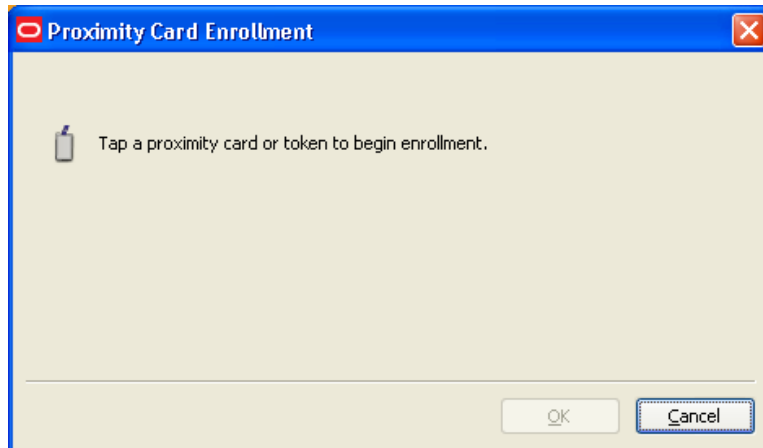 Proximity Card Enrollment
Tap a proximity card or token to begin enrollment.
OK
Cancel